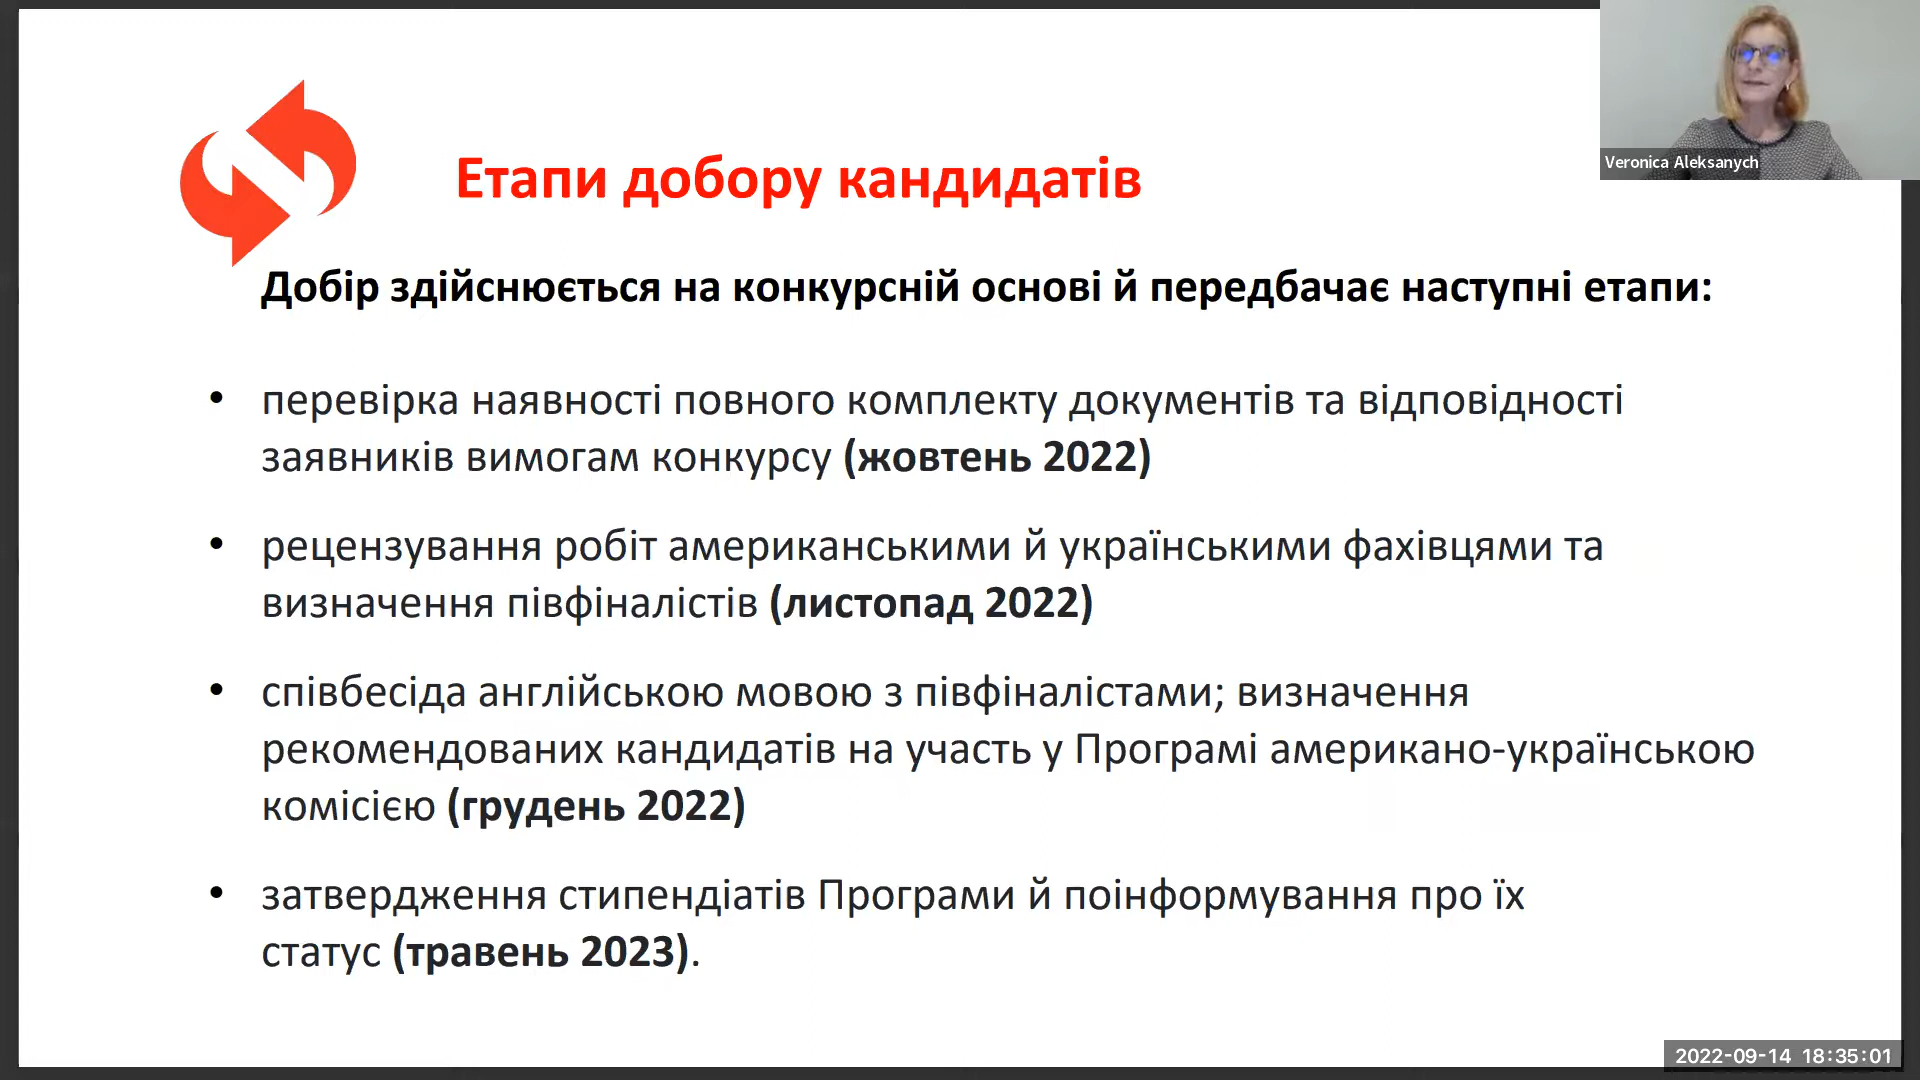 Veronica Aleksanych
Етапи добору кандидатів
Добір здійснюється на конкурсній основі й передбачає наступні етапи:
• перевірка наявності повного комплекту документів та відповідності
заявників вимогам конкурсу (жовтень 2022)
• рецензування робіт американськими й українськими фахівцями та
визначення півфіналістів (листопад 2022)
• співбесіда англійською мовою з півфіналістами; визначення
рекомендованих кандидатів на участь у Програмі американо-українською
комісією (грудень 2022)
• затвердження стипендіатів Програми й поінформування про їх
статус (травень 2023).
2022-09-14 18:35:01